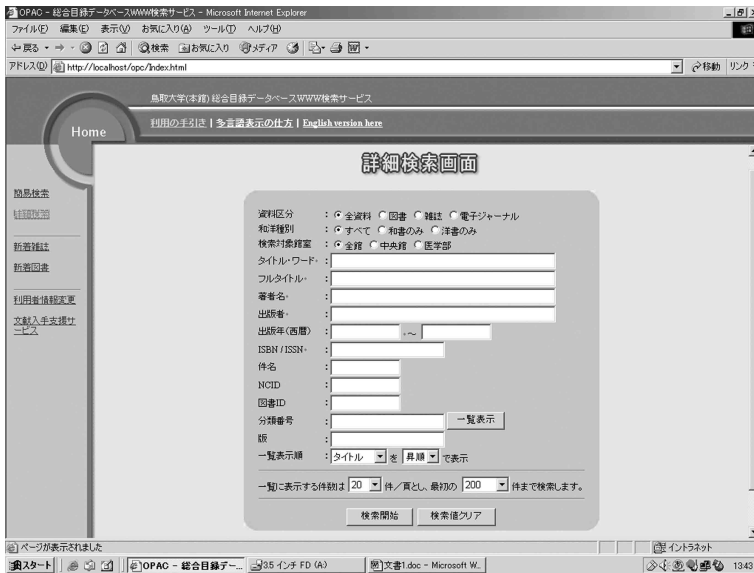 OPAC - 総合目録データベースWWW検索サービス - Microsoft Internet Explorer
ファイル(F) 編集(E) 表示(V) お気に入り(A) ツール(T) ヘルプ(H)
戻る 検索 お気に入り メディア
アドレス(D) http://localhost/opc/Index.html 移動 リンク
鳥取大学(本館)総合目録データベースWWW検索サービス
Home
利用の手引き | 多言語表示の仕方 | English version here
詳細検索画面
簡易検索
詳細検索
新着雑誌
新着図書
利用者情報変更
文献入手支援サービス
資料区分 : 全資料 図書 雑誌 電子ジャーナル
和洋種別 : すべて 和書のみ 洋書のみ
検索対象館室 : 全館 中央館 医学部
タイトル・ワード :
フルタイトル :
著者名 :
出版者 :
出版年(西暦) : ~
ISBN / ISSN :
件名 :
NCID :
図書ID :
分類番号 : 一覧表示
版 :
一覧表示順 : タイトル を 昇順 で表示
一覧に表示する件数は 20 件/頁とし、最初の 200 件まで検索します。
検索開始 検索値クリア
ページが表示されました イントラネット
スタート OPAC - 総合目録デー... 3.5 インチ FD (A:) 文書1.doc - Microsoft W...